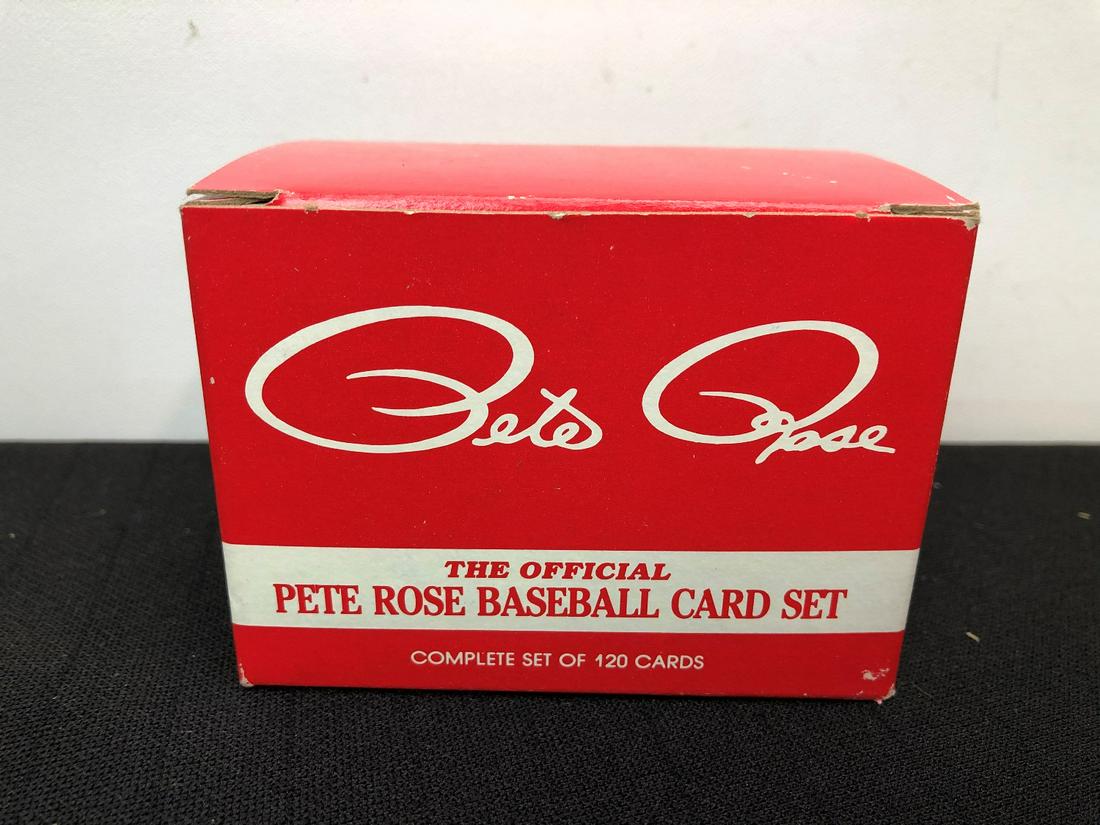 Pete Rose
THE OFFICIAL
PETE ROSE BASEBALL CARD SET
COMPLETE SET OF 120 CARDS